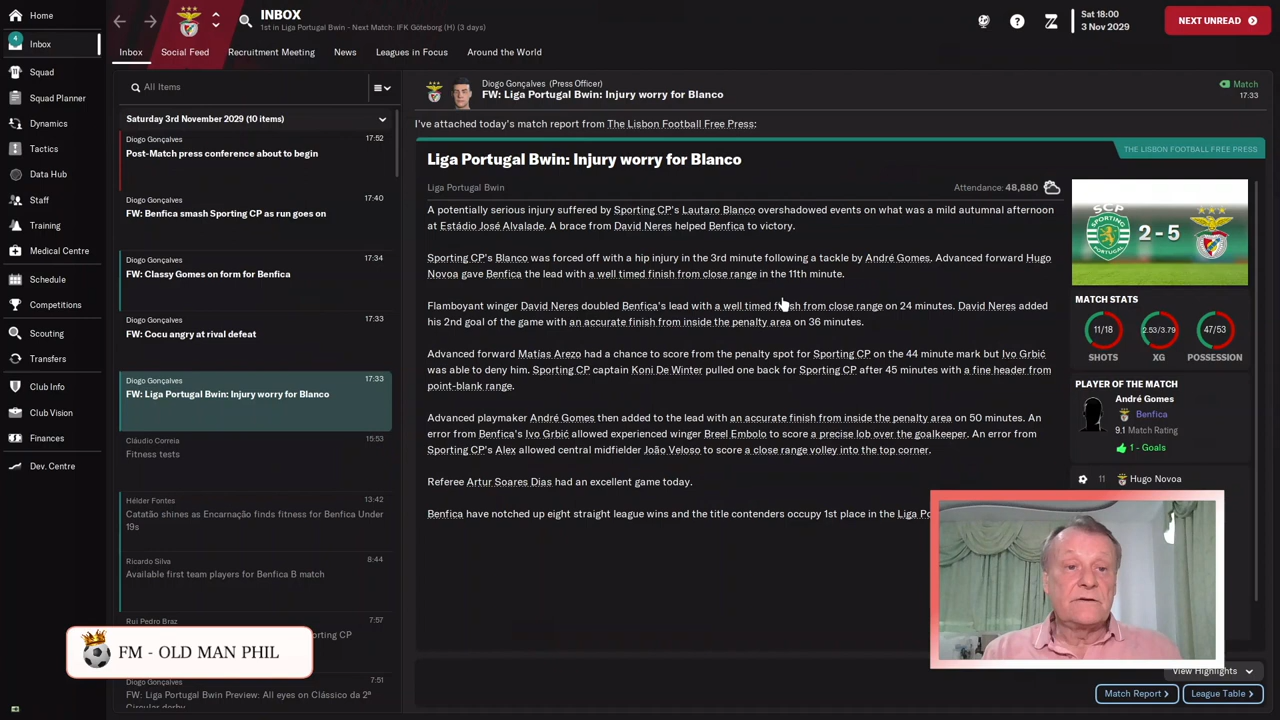 Home
4
Inbox
Squad
Squad Planner
Dynamics
Tactics
Data Hub
Staff
Training
Medical Centre
Schedule
Competitions
Scouting
Transfers
Club Info
Club Vision
Finances
Dev. Centre
INBOX
1st in Liga Portugal Bwin - Next Match: IFK Göteborg (H) (3 days)
Sat 18:00
3 Nov 2029
NEXT UNREAD
Inbox
Social Feed
Recruitment Meeting
News
Leagues in Focus
Around the World
All Items
Saturday 3rd November 2029 (10 items)
Diogo Gonçalves 17:52
Post-Match press conference about to begin
Diogo Gonçalves 17:40
FW: Benfica smash Sporting CP as run goes on
Diogo Gonçalves 17:34
FW: Classy Gomes on form for Benfica
Diogo Gonçalves 17:33
FW: Cocu angry at rival defeat
Diogo Gonçalves 17:33
FW: Liga Portugal Bwin: Injury worry for Blanco
Cláudio Correia 15:53
Fitness tests
Hélder Fontes 13:42
Catatão shines as Encarnação finds fitness for Benfica Under
19s
Ricardo Silva 8:44
Available first team players for Benfica B match
Rui Pedro Braz 7:57
orting CP
Diogo Gonçalves 7:51
FW: Liga Portugal Bwin Preview: All eyes on Clássico da 2ª
Circular derby
Diogo Gonçalves (Press Officer)
FW: Liga Portugal Bwin: Injury worry for Blanco
Match
17:33
I've attached today's match report from The Lisbon Football Free Press:
THE LISBON FOOTBALL FREE PRESS
Liga Portugal Bwin: Injury worry for Blanco
Liga Portugal Bwin
Attendance: 48,880
A potentially serious injury suffered by Sporting CP's Lautaro Blanco overshadowed events on what was a mild autumnal afternoon
at Estádio José Alvalade. A brace from David Neres helped Benfica to victory.
Sporting CP's Blanco was forced off with a hip injury in the 3rd minute following a tackle by André Gomes. Advanced forward Hugo
Novoa gave Benfica the lead with a well timed finish from close range in the 11th minute.
Flamboyant winger David Neres doubled Benfica's lead with a well timed finish from close range on 24 minutes. David Neres added
his 2nd goal of the game with an accurate finish from inside the penalty area on 36 minutes.
Advanced forward Matías Arezo had a chance to score from the penalty spot for Sporting CP on the 44 minute mark but Ivo Grbić
was able to deny him. Sporting CP captain Koni De Winter pulled one back for Sporting CP after 45 minutes with a fine header from
point-blank range.
Advanced playmaker André Gomes then added to the lead with an accurate finish from inside the penalty area on 50 minutes. An
error from Benfica's Ivo Grbić allowed experienced winger Breel Embolo to score a precise lob over the goalkeeper. An error from
Sporting CP's Alex allowed central midfielder João Veloso to score a close range volley into the top corner.
Referee Artur Soares Dias had an excellent game today.
Benfica have notched up eight straight league wins and the title contenders occupy 1st place in the Liga Po
SCP
SPORTING
2 - 5
MATCH STATS
11/18
2.53/3.79
47/53
SHOTS
XG
POSSESSION
PLAYER OF THE MATCH
André Gomes
Benfica
9.1 Match Rating
1 - Goals
11 Hugo Novoa
FM - OLD MAN PHIL
View Highlights
Match Report
League Table